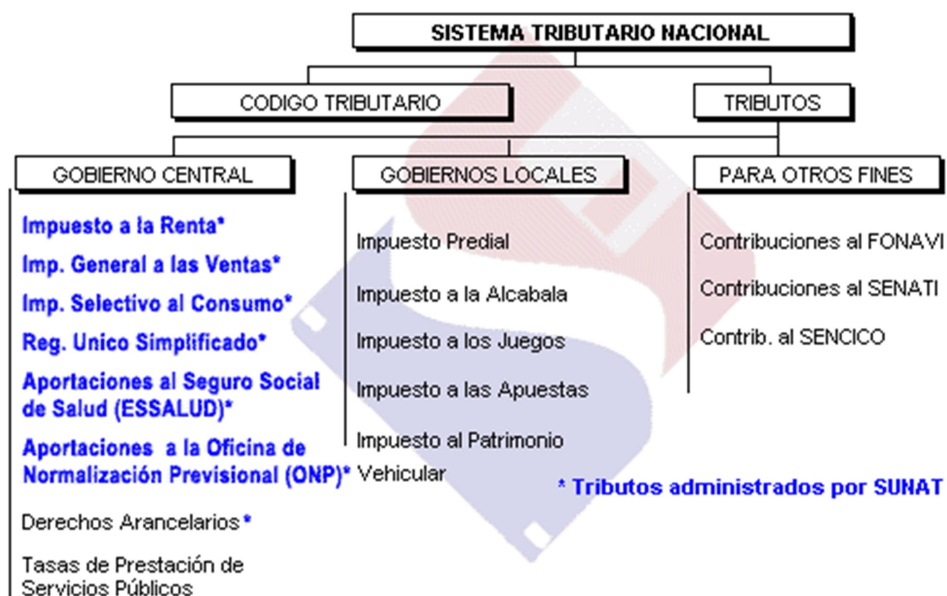 SISTEMA TRIBUTARIO NACIONAL
CODIGO TRIBUTARIO
TRIBUTOS
GOBIERNO CENTRAL
Impuesto a la Renta*
Imp. General a las Ventas*
Imp. Selectivo al Consumo*
Reg. Unico Simplificado*
Aportaciones al Seguro Social
de Salud (ESSALUD)*
Aportaciones a la Oficina de
Normalización Previsional (ONP)*
Derechos Arancelarios*
Tasas de Prestación de
Servicios Públicos
GOBIERNOS LOCALES
Impuesto Predial
Impuesto a la Alcabala
Impuesto a los Juegos
Impuesto a las Apuestas
Impuesto al Patrimonio
Vehicular
PARA OTROS FINES
Contribuciones al FONAVI
Contribuciones al SENATI
Contrib. al SENCICO
* Tributos administrados por SUNAT